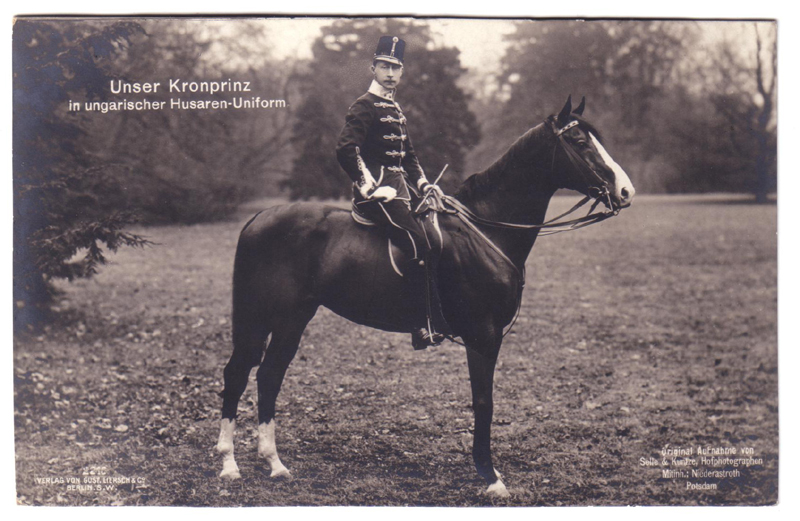 Unser Kronprinz
in ungarischer Husaren-Uniform
Original Aufnahme von
Selle & Kuntze, Hofphotographen
Niederastroth
Potsdam
VERLAG VON GUST. LIERSCH & Co.
BERLIN S.W.